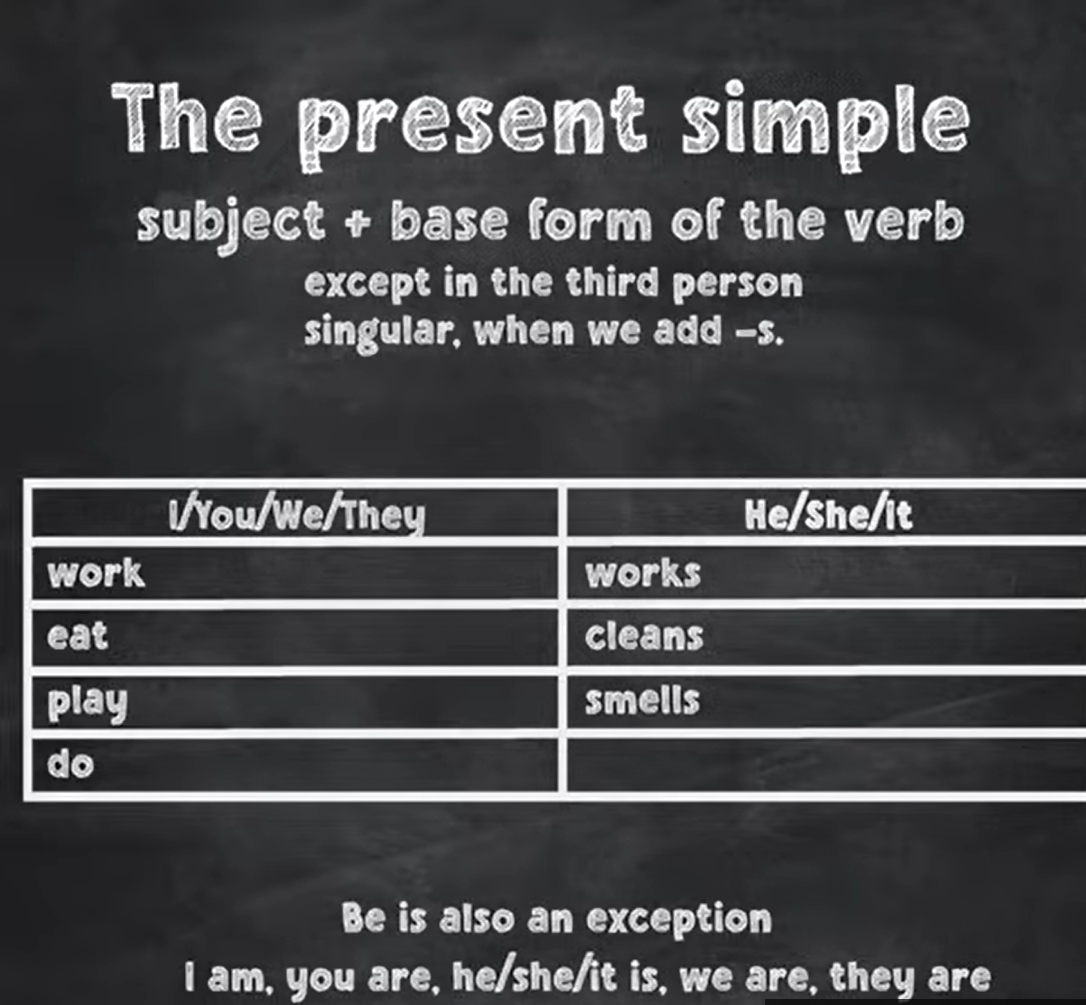 The present simple
subject + base form of the verb
except in the third person
singular, when we add -s.
I/You/We/They He/She/It
work works
eat cleans
play smells
do
Be is also an exception
I am, you are, he/she/it is, we are, they are